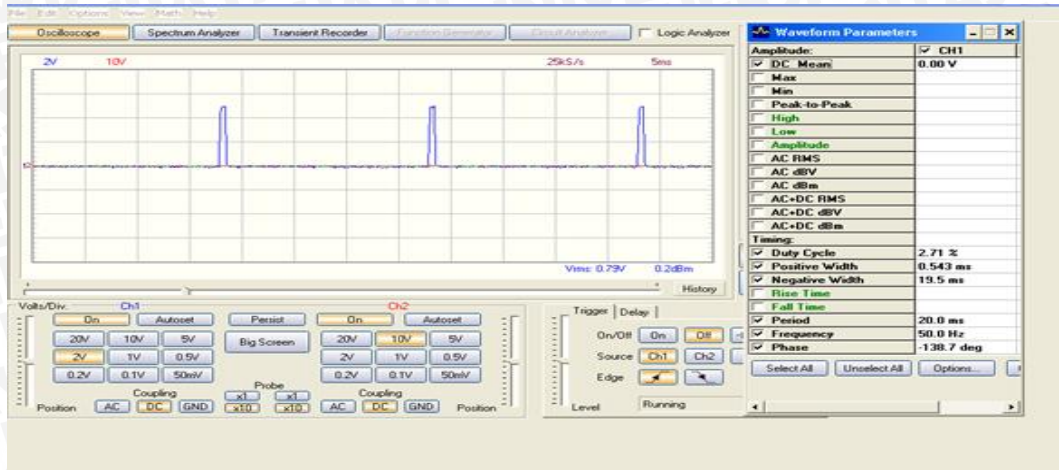 File Edit Options View Math Help
Oscilloscope Spectrum Analyzer Transient Recorder Function Generator Circuit Analyzer Logic Analyzer
2V 10V 25kS/s 5ms
Vrms: 0.79V 0.2dBm
History
Volts/Div. Ch1 Ch2
On Autoset Persist On Autoset
20V 10V 5V Big Screen 20V 10V 5V
2V 1V 0.5V 2V 1V 0.5V
0.2V 0.1V 50mV 0.2V 0.1V 50mV
Coupling Probe Coupling
x1 x1
Position AC DC GND x10 x10 AC DC GND Position
Trigger Delay
On/Off On Off
Source Ch1 Ch2
Edge
Level Running
Waveform Parameters
Amplitude: CH1
DC Mean 0.00 V
Max
Min
Peak-to-Peak
High
Low
Amplitude
AC RMS
AC dBV
AC dBm
AC+DC RMS
AC+DC dBV
AC+DC dBm
Timing:
Duty Cycle 2.71 %
Positive Width 0.543 ms
Negative Width 19.5 ms
Rise Time
Fall Time
Period 20.0 ms
Frequency 50.0 Hz
Phase -138.7 deg
Select All Unselect All Options...